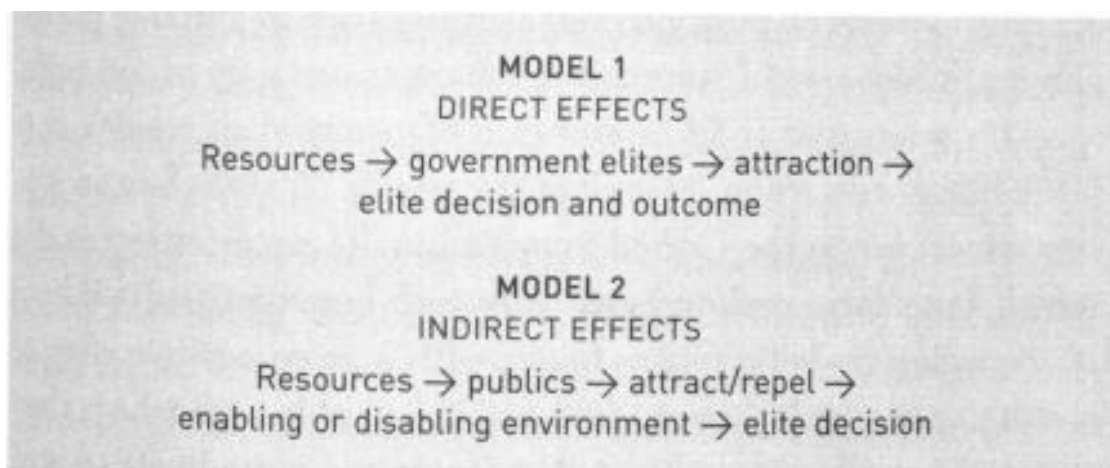 MODEL 1
DIRECT EFFECTS
Resources → government elites → attraction →
elite decision and outcome
MODEL 2
INDIRECT EFFECTS
Resources → publics → attract/repel →
enabling or disabling environment → elite decision